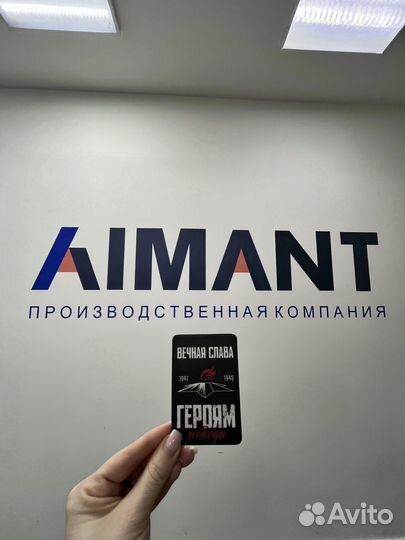 AIMANT
ПРОИЗВОДСТВЕННАЯ КОМПАНИЯ
ВЕЧНАЯ СЛАВА
1941 1945
ГЕРОЯМ
победы
Avito